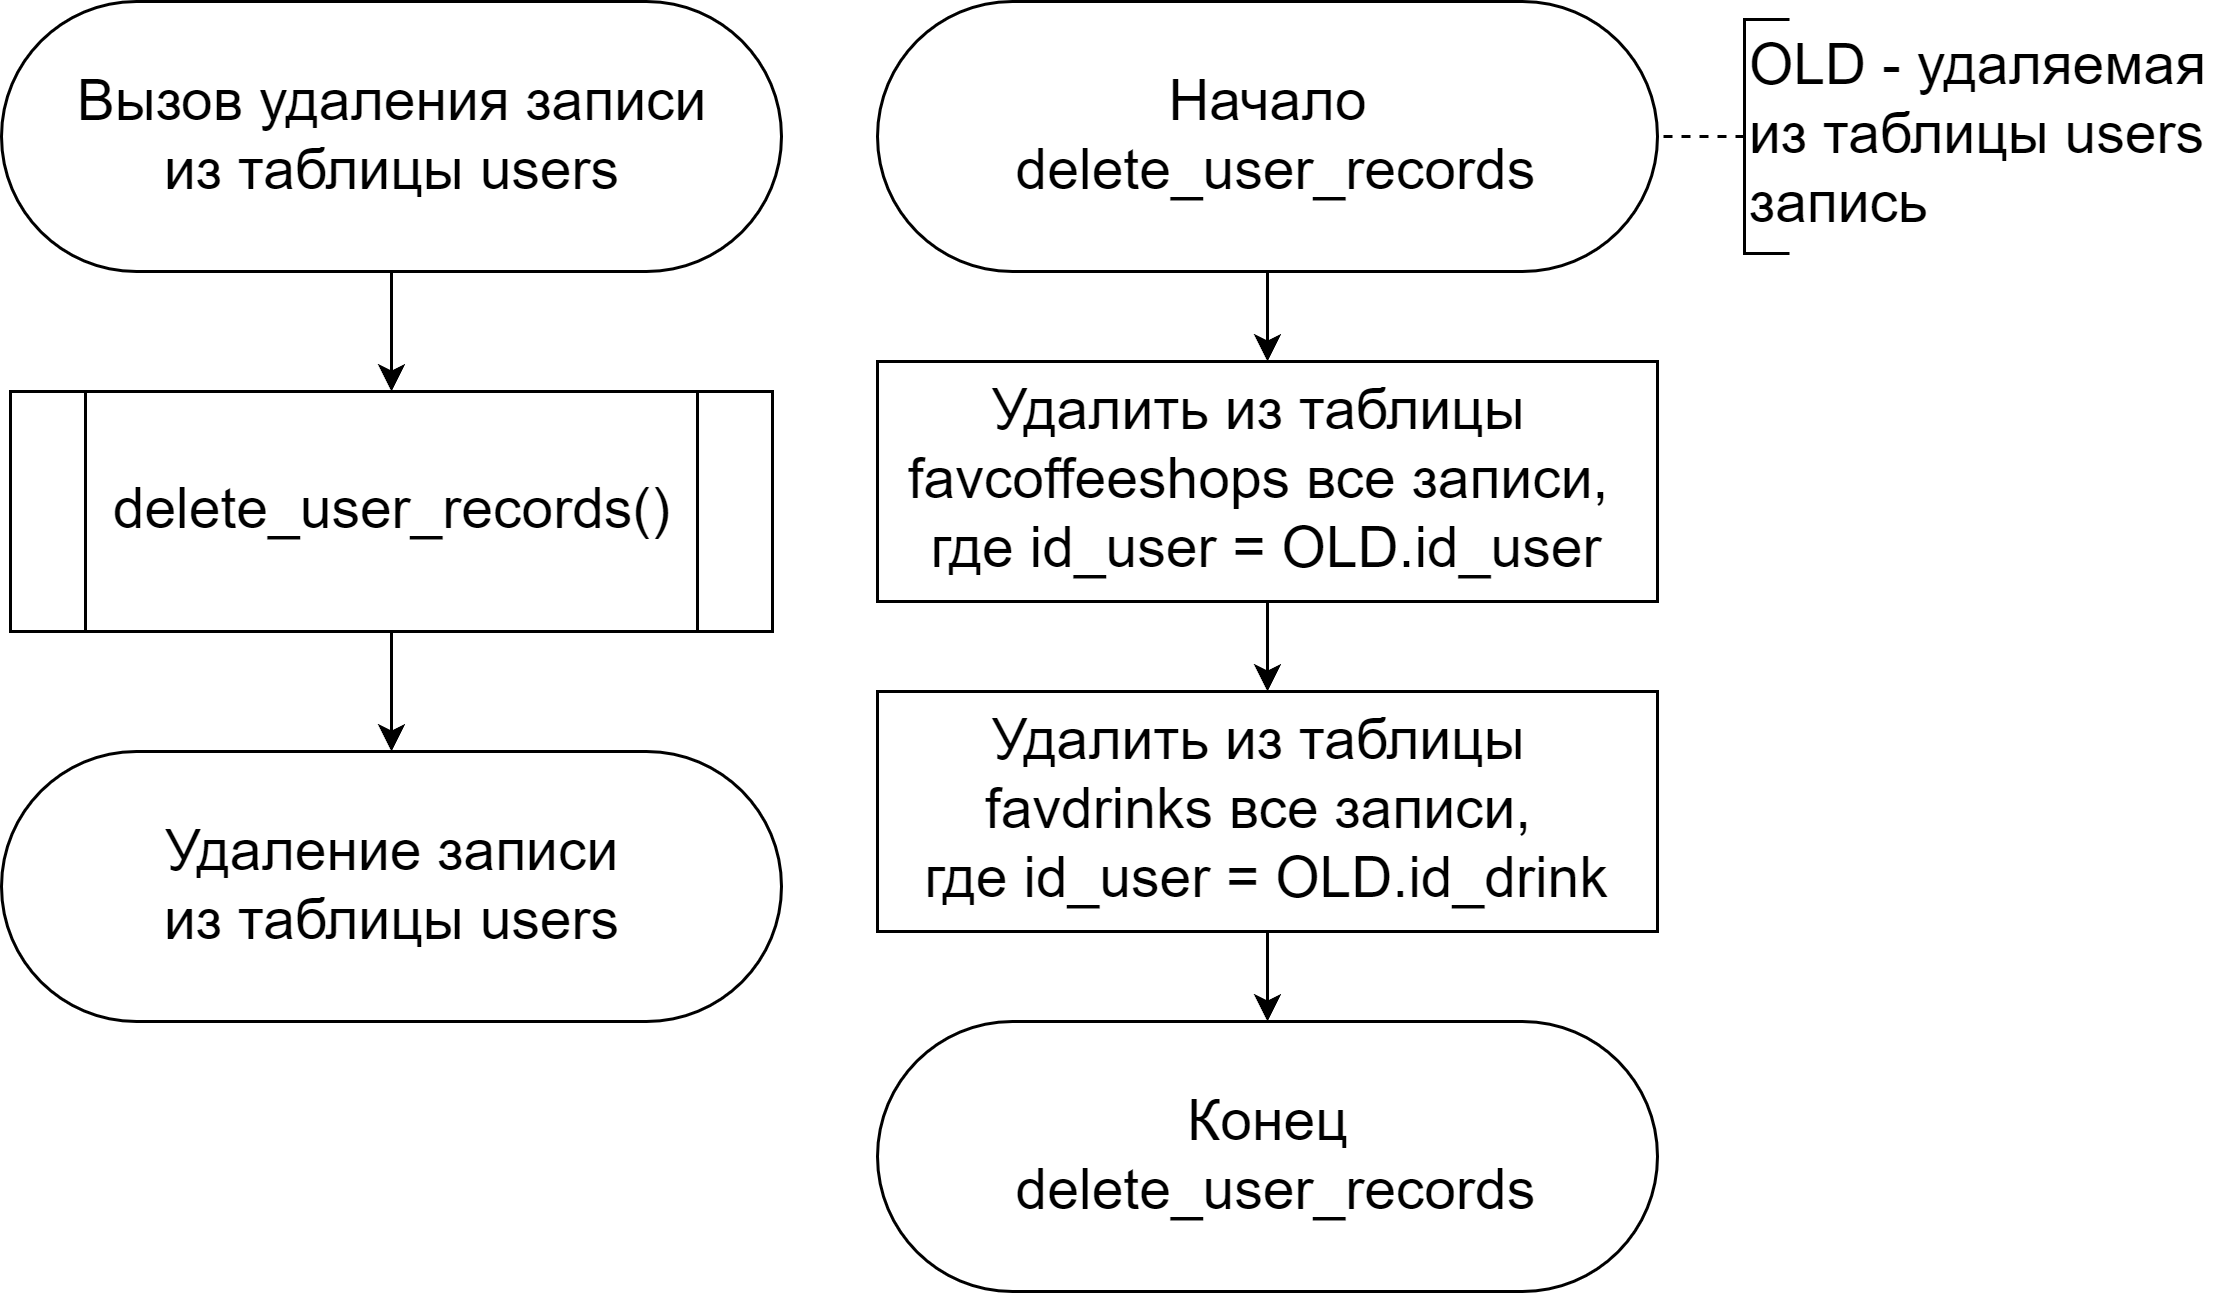 Вызов удаления записи
из таблицы users
delete_user_records()
Удаление записи
из таблицы users
Начало
delete_user_records
OLD - удаляемая
из таблицы users
запись
Удалить из таблицы
favcoffeeshops все записи,
где id_user = OLD.id_user
Удалить из таблицы
favdrinks все записи,
где id_user = OLD.id_drink
Конец
delete_user_records